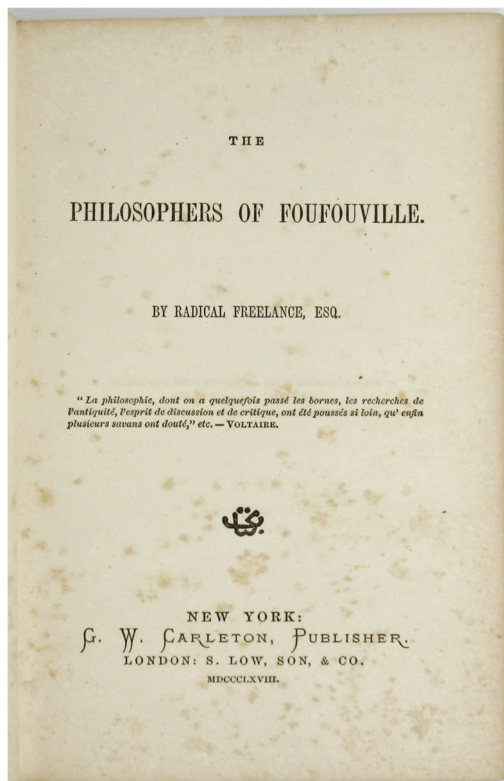 THE
PHILOSOPHERS OF FOUFOUVILLE.
BY RADICAL FREELANCE, ESQ.
“ La philosophie, dont on a quelquefois passé les bornes, les recherches de
l'antiquité, l'esprit de discussion et de critique, ont été poussés si loin, qu' enfin
plusieurs savans ont douté,” etc. — VOLTAIRE.
NEW YORK:
G. W. CARLETON, PUBLISHER.
LONDON: S. LOW, SON, & CO.
MDCCCLXVIII.